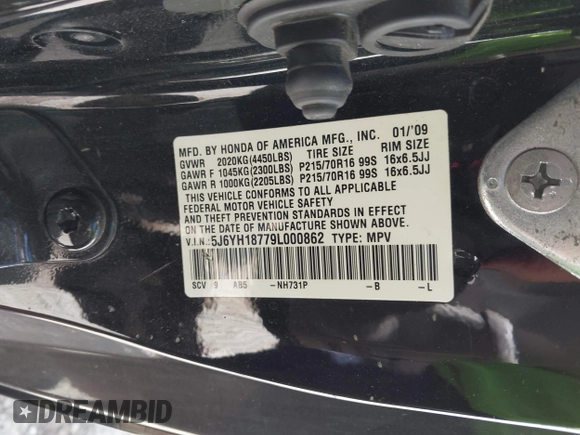 MFD. BY HONDA OF AMERICA MFG., INC. 01/'09
GVWR 2020KG(4450LBS) TIRE SIZE RIM SIZE
GAWR F 1045KG(2300LBS) P215/70R16 99S 16x6.5JJ
GAWR R 1000KG(2205LBS) P215/70R16 99S 16x6.5JJ
THIS VEHICLE CONFORMS TO ALL APPLICABLE
FEDERAL MOTOR VEHICLE SAFETY
AND THEFT PREVENTION STANDARDS IN EFFECT
ON THE DATE OF MANUFACTURE SHOWN ABOVE.
V.I.N.: 5J6YH18779L000862 TYPE: MPV
SCV 9 AB5 -NH731P -B -L
DREAMBID